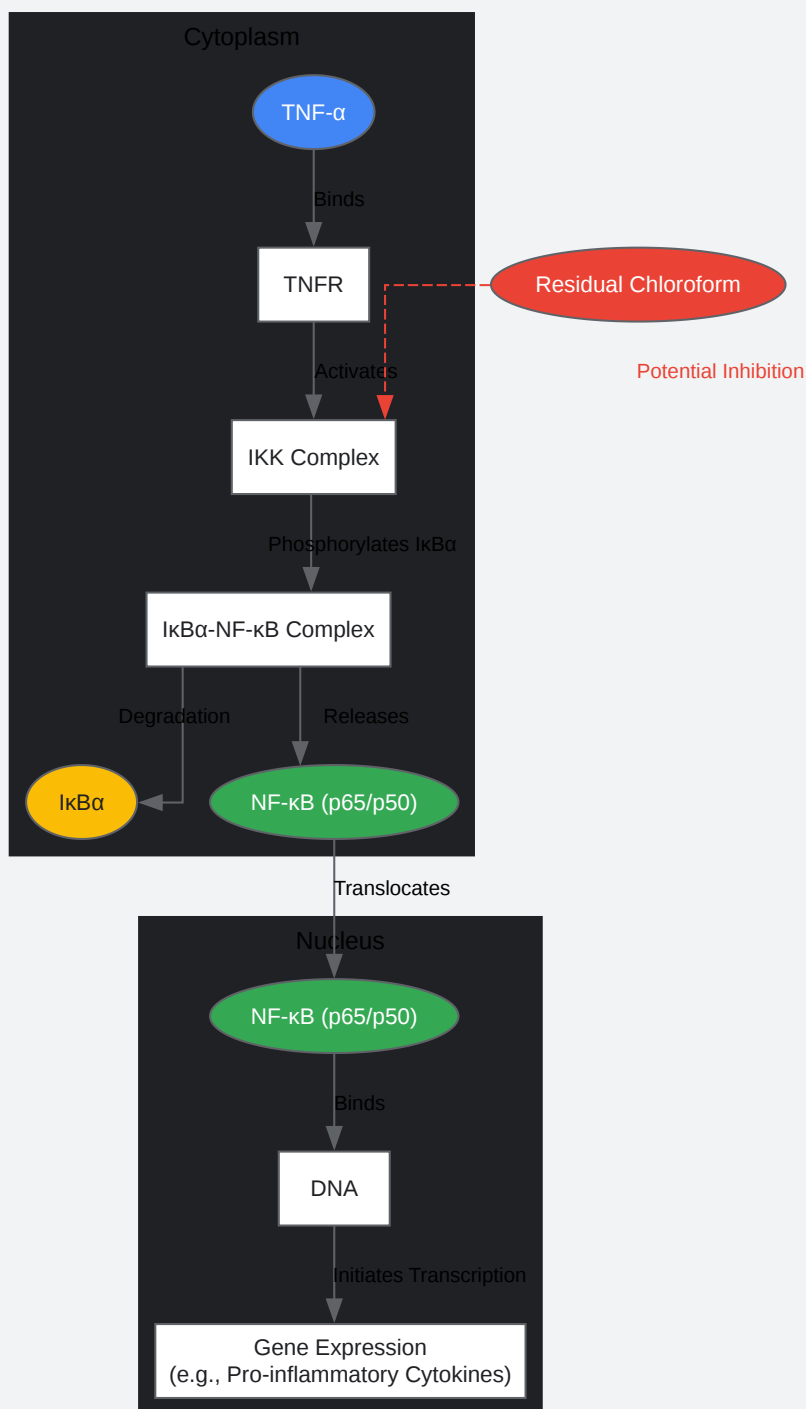 Cytoplasm
TNF-α
Binds
TNFR
Residual Chloroform
Activates
Potential Inhibition
IKK Complex
Phosphorylates IκBα
IκBα-NF-κB Complex
Degradation
Releases
IκBα
NF-κB (p65/p50)
Translocates
Nucleus
NF-κB (p65/p50)
Binds
DNA
Initiates Transcription
Gene Expression
(e.g., Pro-inflammatory Cytokines)